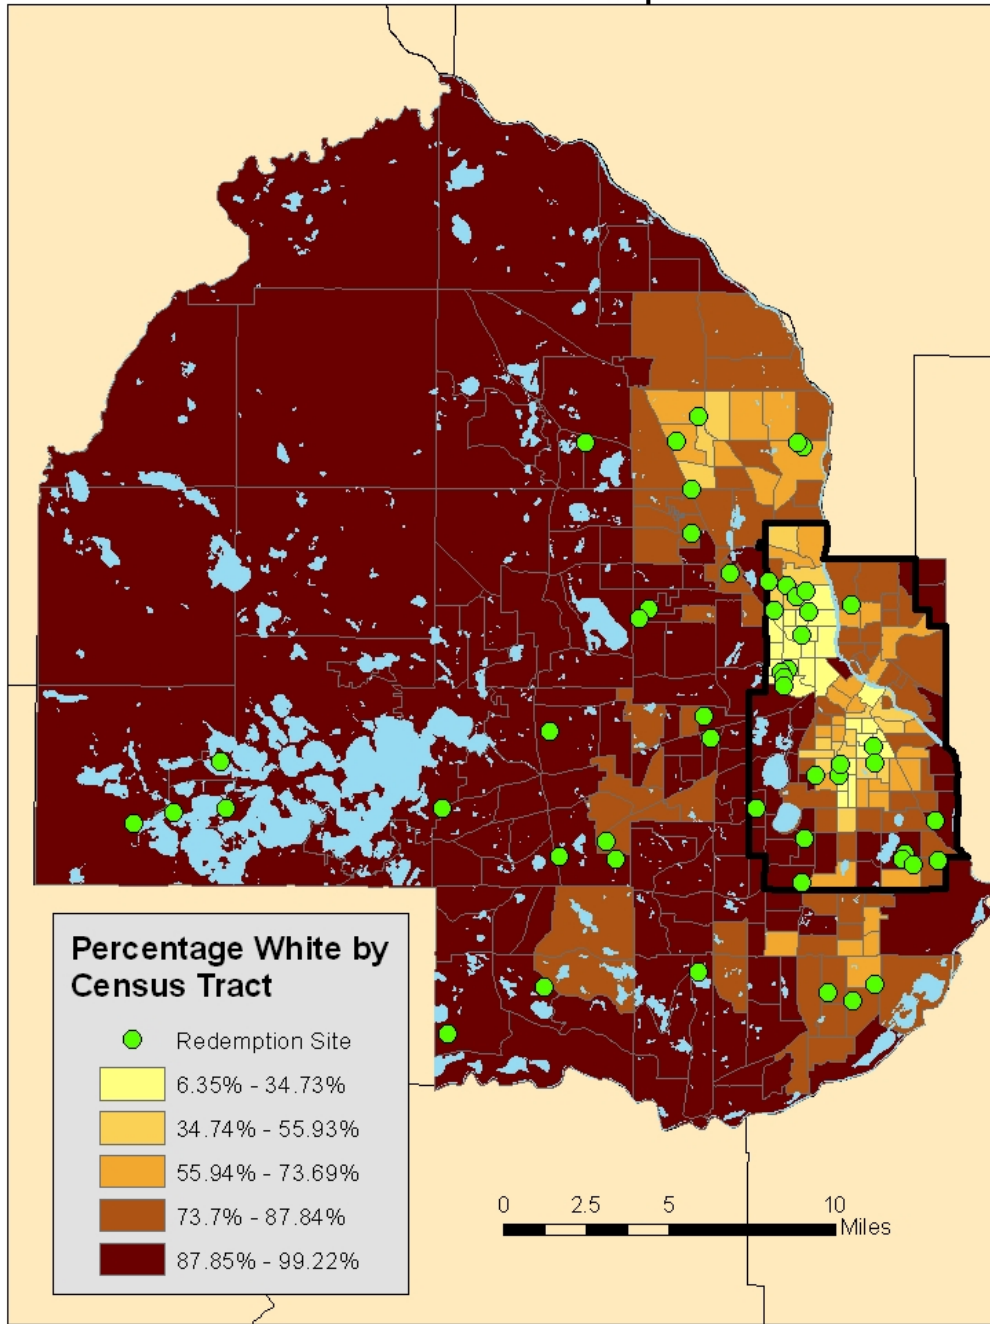 Percentage White by
Census Tract
Redemption Site
6.35% - 34.73%
34.74% - 55.93%
55.94% - 73.69%
73.7% - 87.84%
87.85% - 99.22%
0 2.5 5 10
Miles